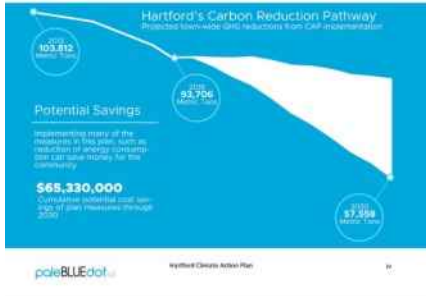 Hartford's Carbon Reduction Pathway
Projected town-wide GHG reductions from CAP implementation
103,812
Metric Tons
93,706
Metric Tons
Potential Savings
Implementing many of the
measures in this plan, such as
reduction of energy consump-
tion can save money for the
community
$65,330,000
Cumulative potential cost sav-
ings of plan measures through
2030
2030
Metric Tons
paleBLUEdot
Hartford Climate Action Plan